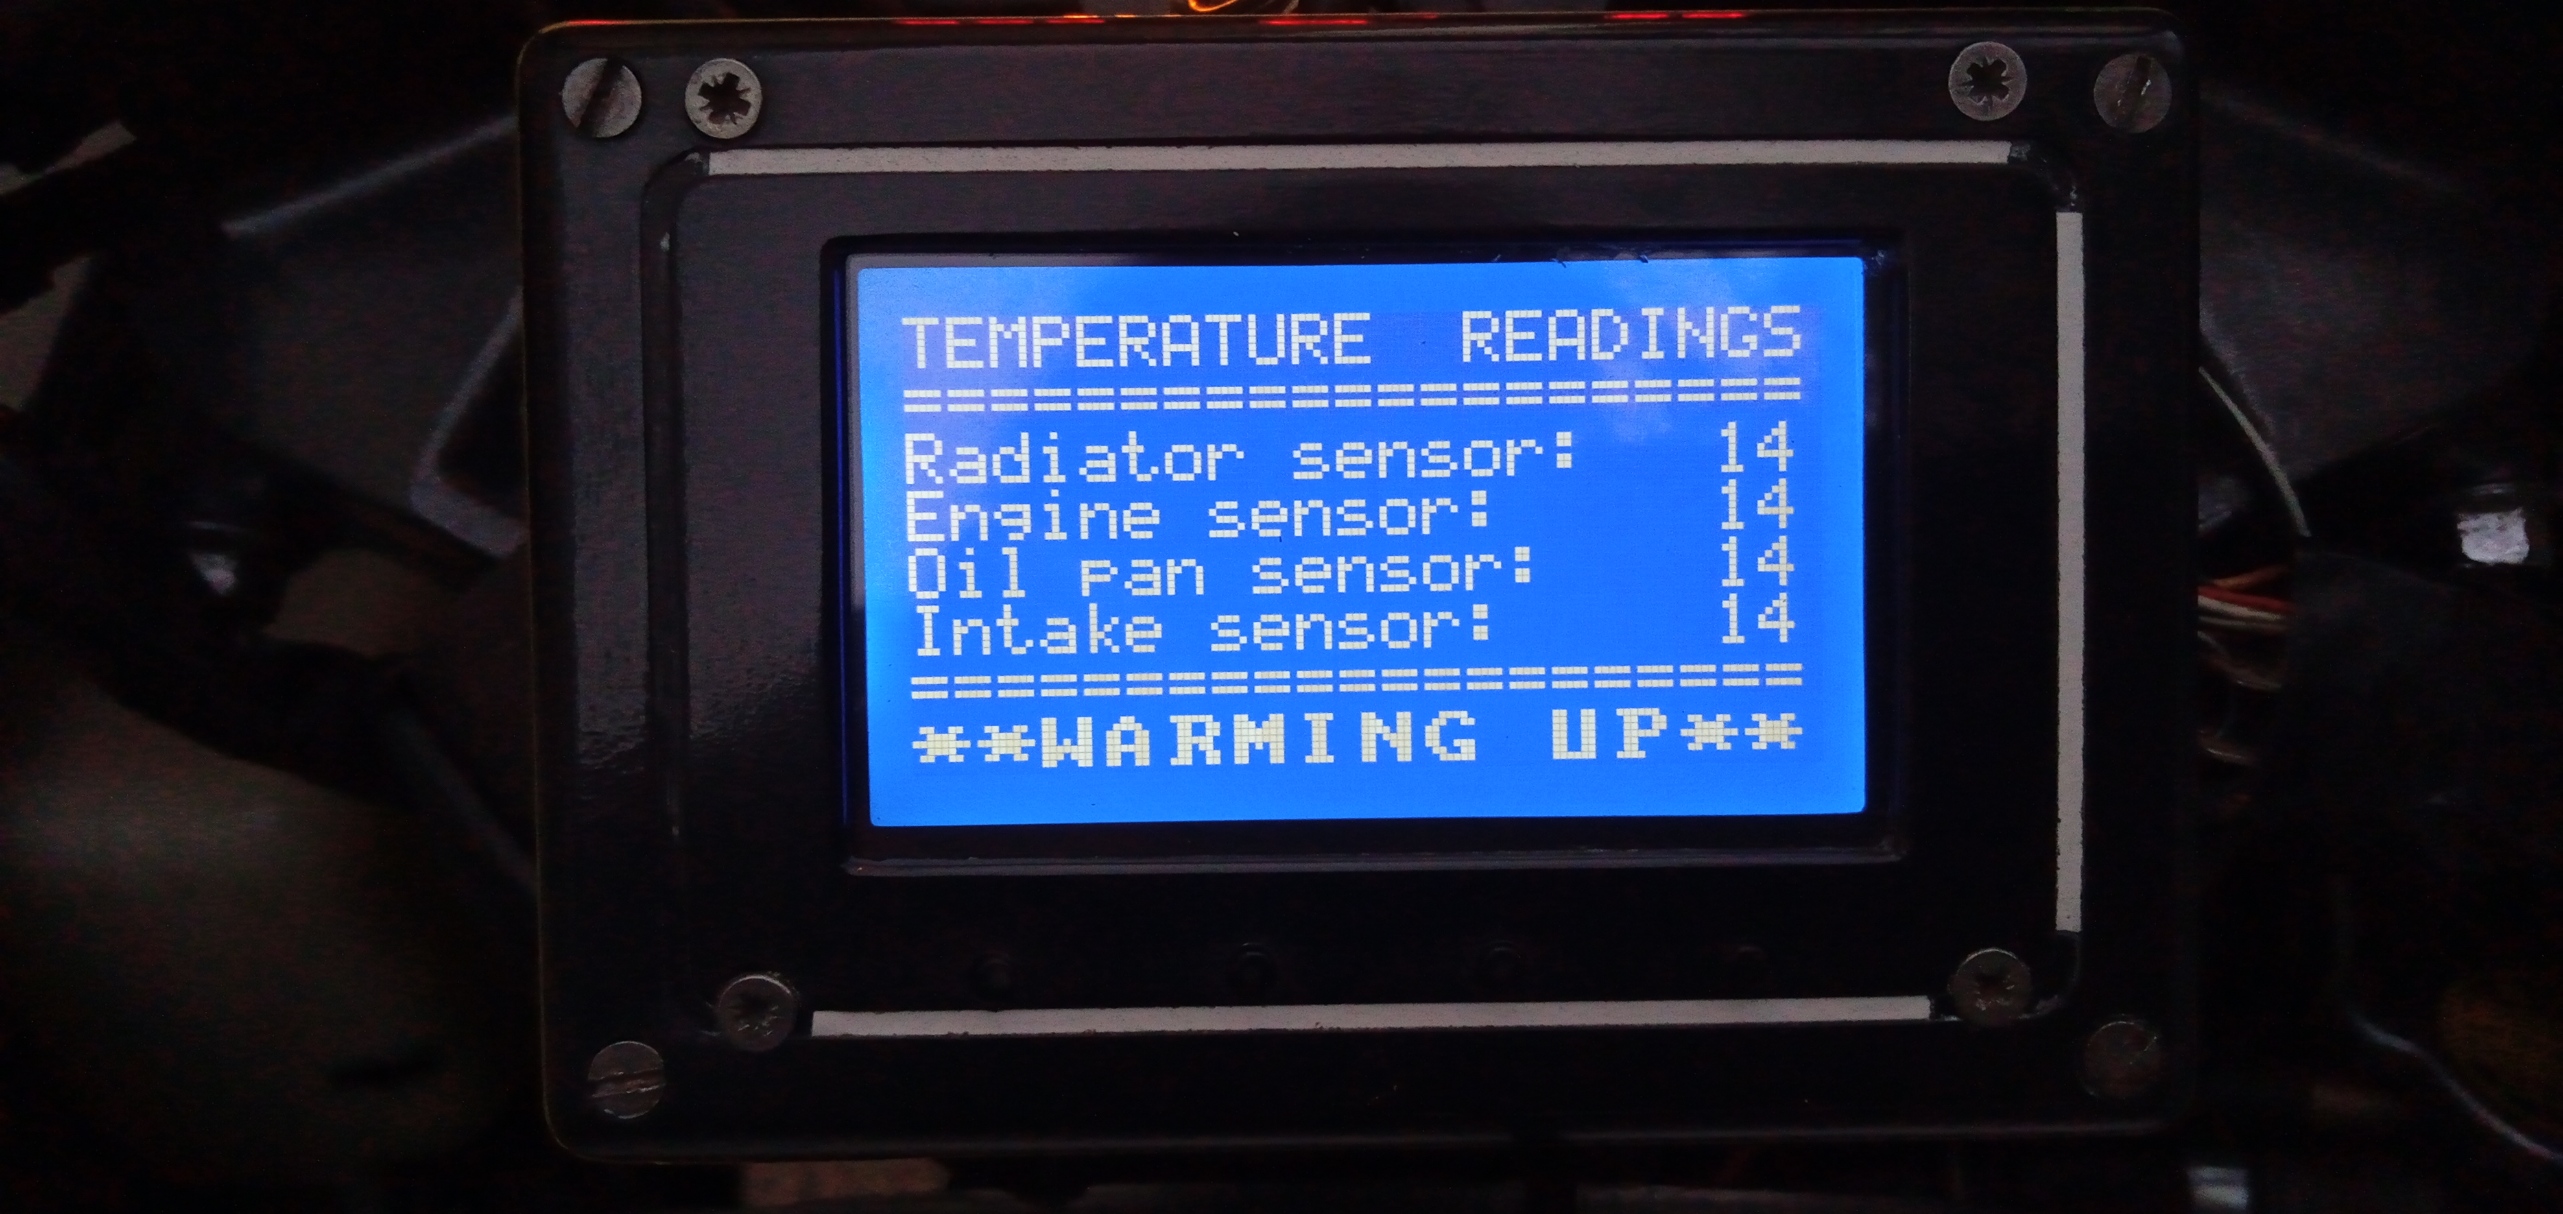 TEMPERATURE  READINGS
=====================
Radiator sensor:   14
Engine sensor:     14
Oil pan sensor:    14
Intake sensor:     14
=====================
**WARMING UP**